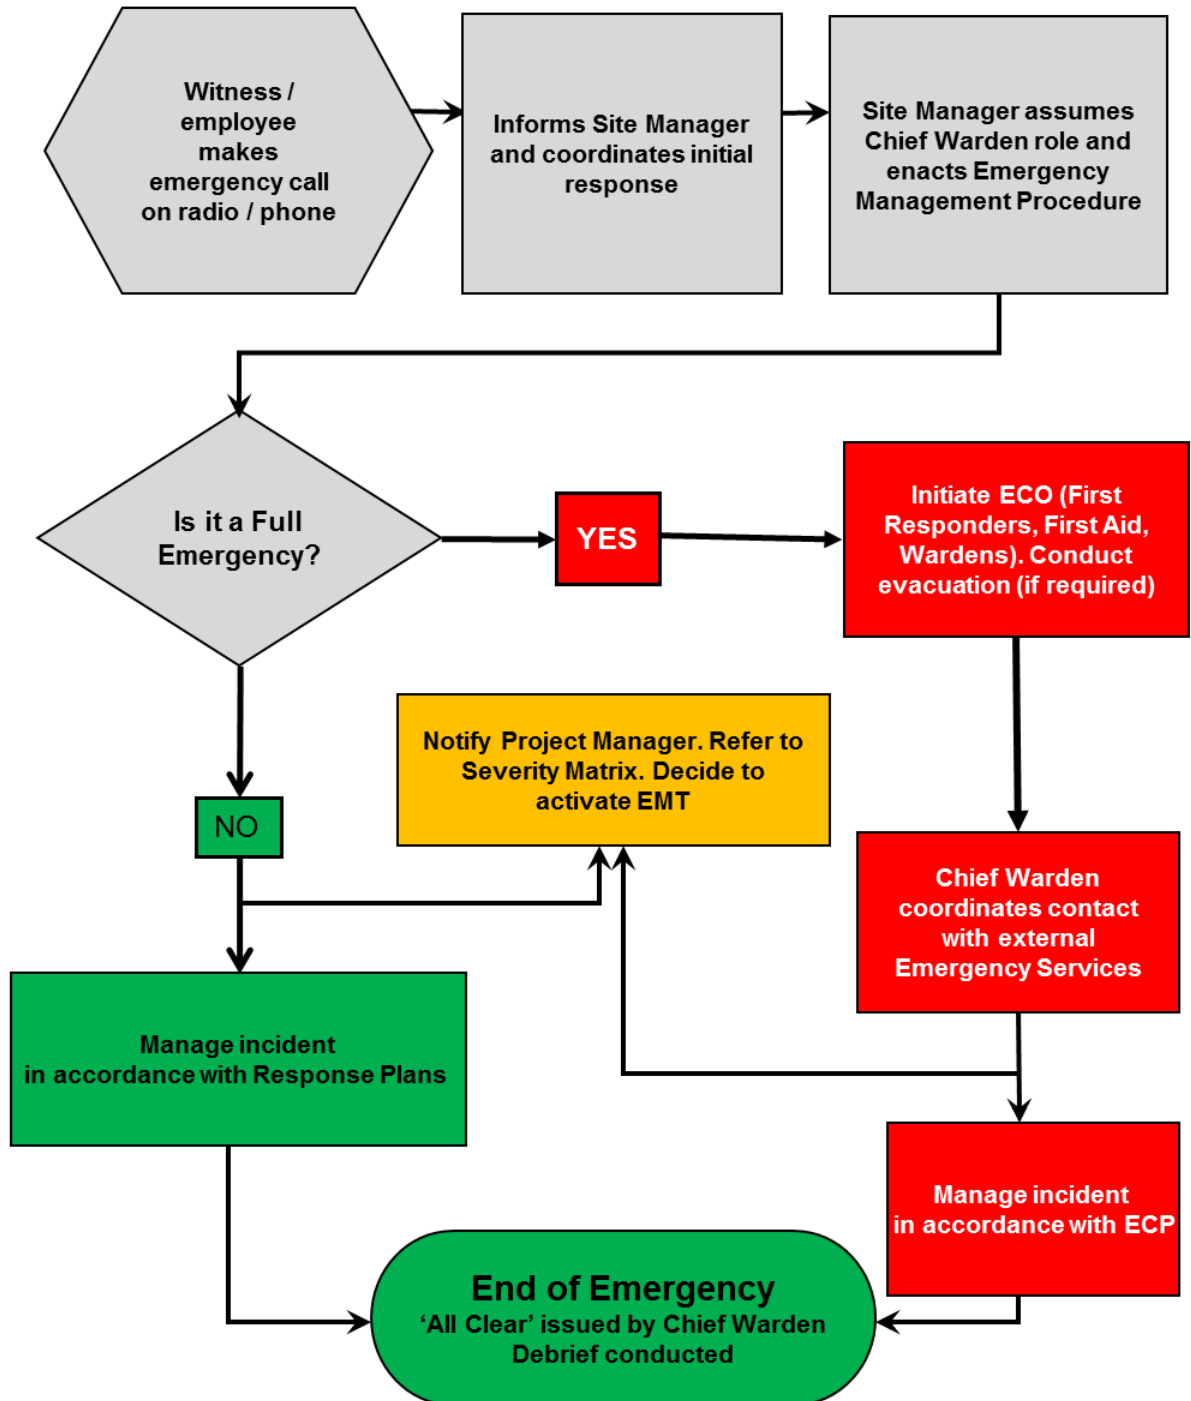 Witness /
employee
makes
emergency call
on radio / phone
Informs Site Manager
and coordinates initial
response
Site Manager assumes
Chief Warden role and
enacts Emergency
Management Procedure
Is it a Full
Emergency?
YES
Initiate ECO (First
Responders, First Aid,
Wardens). Conduct
evacuation (if required)
Notify Project Manager. Refer to
Severity Matrix. Decide to
activate EMT
NO
Chief Warden
coordinates contact
with external
Emergency Services
Manage incident
in accordance with Response Plans
Manage incident
in accordance with ECP
End of Emergency
‘All Clear’ issued by Chief Warden
Debrief conducted